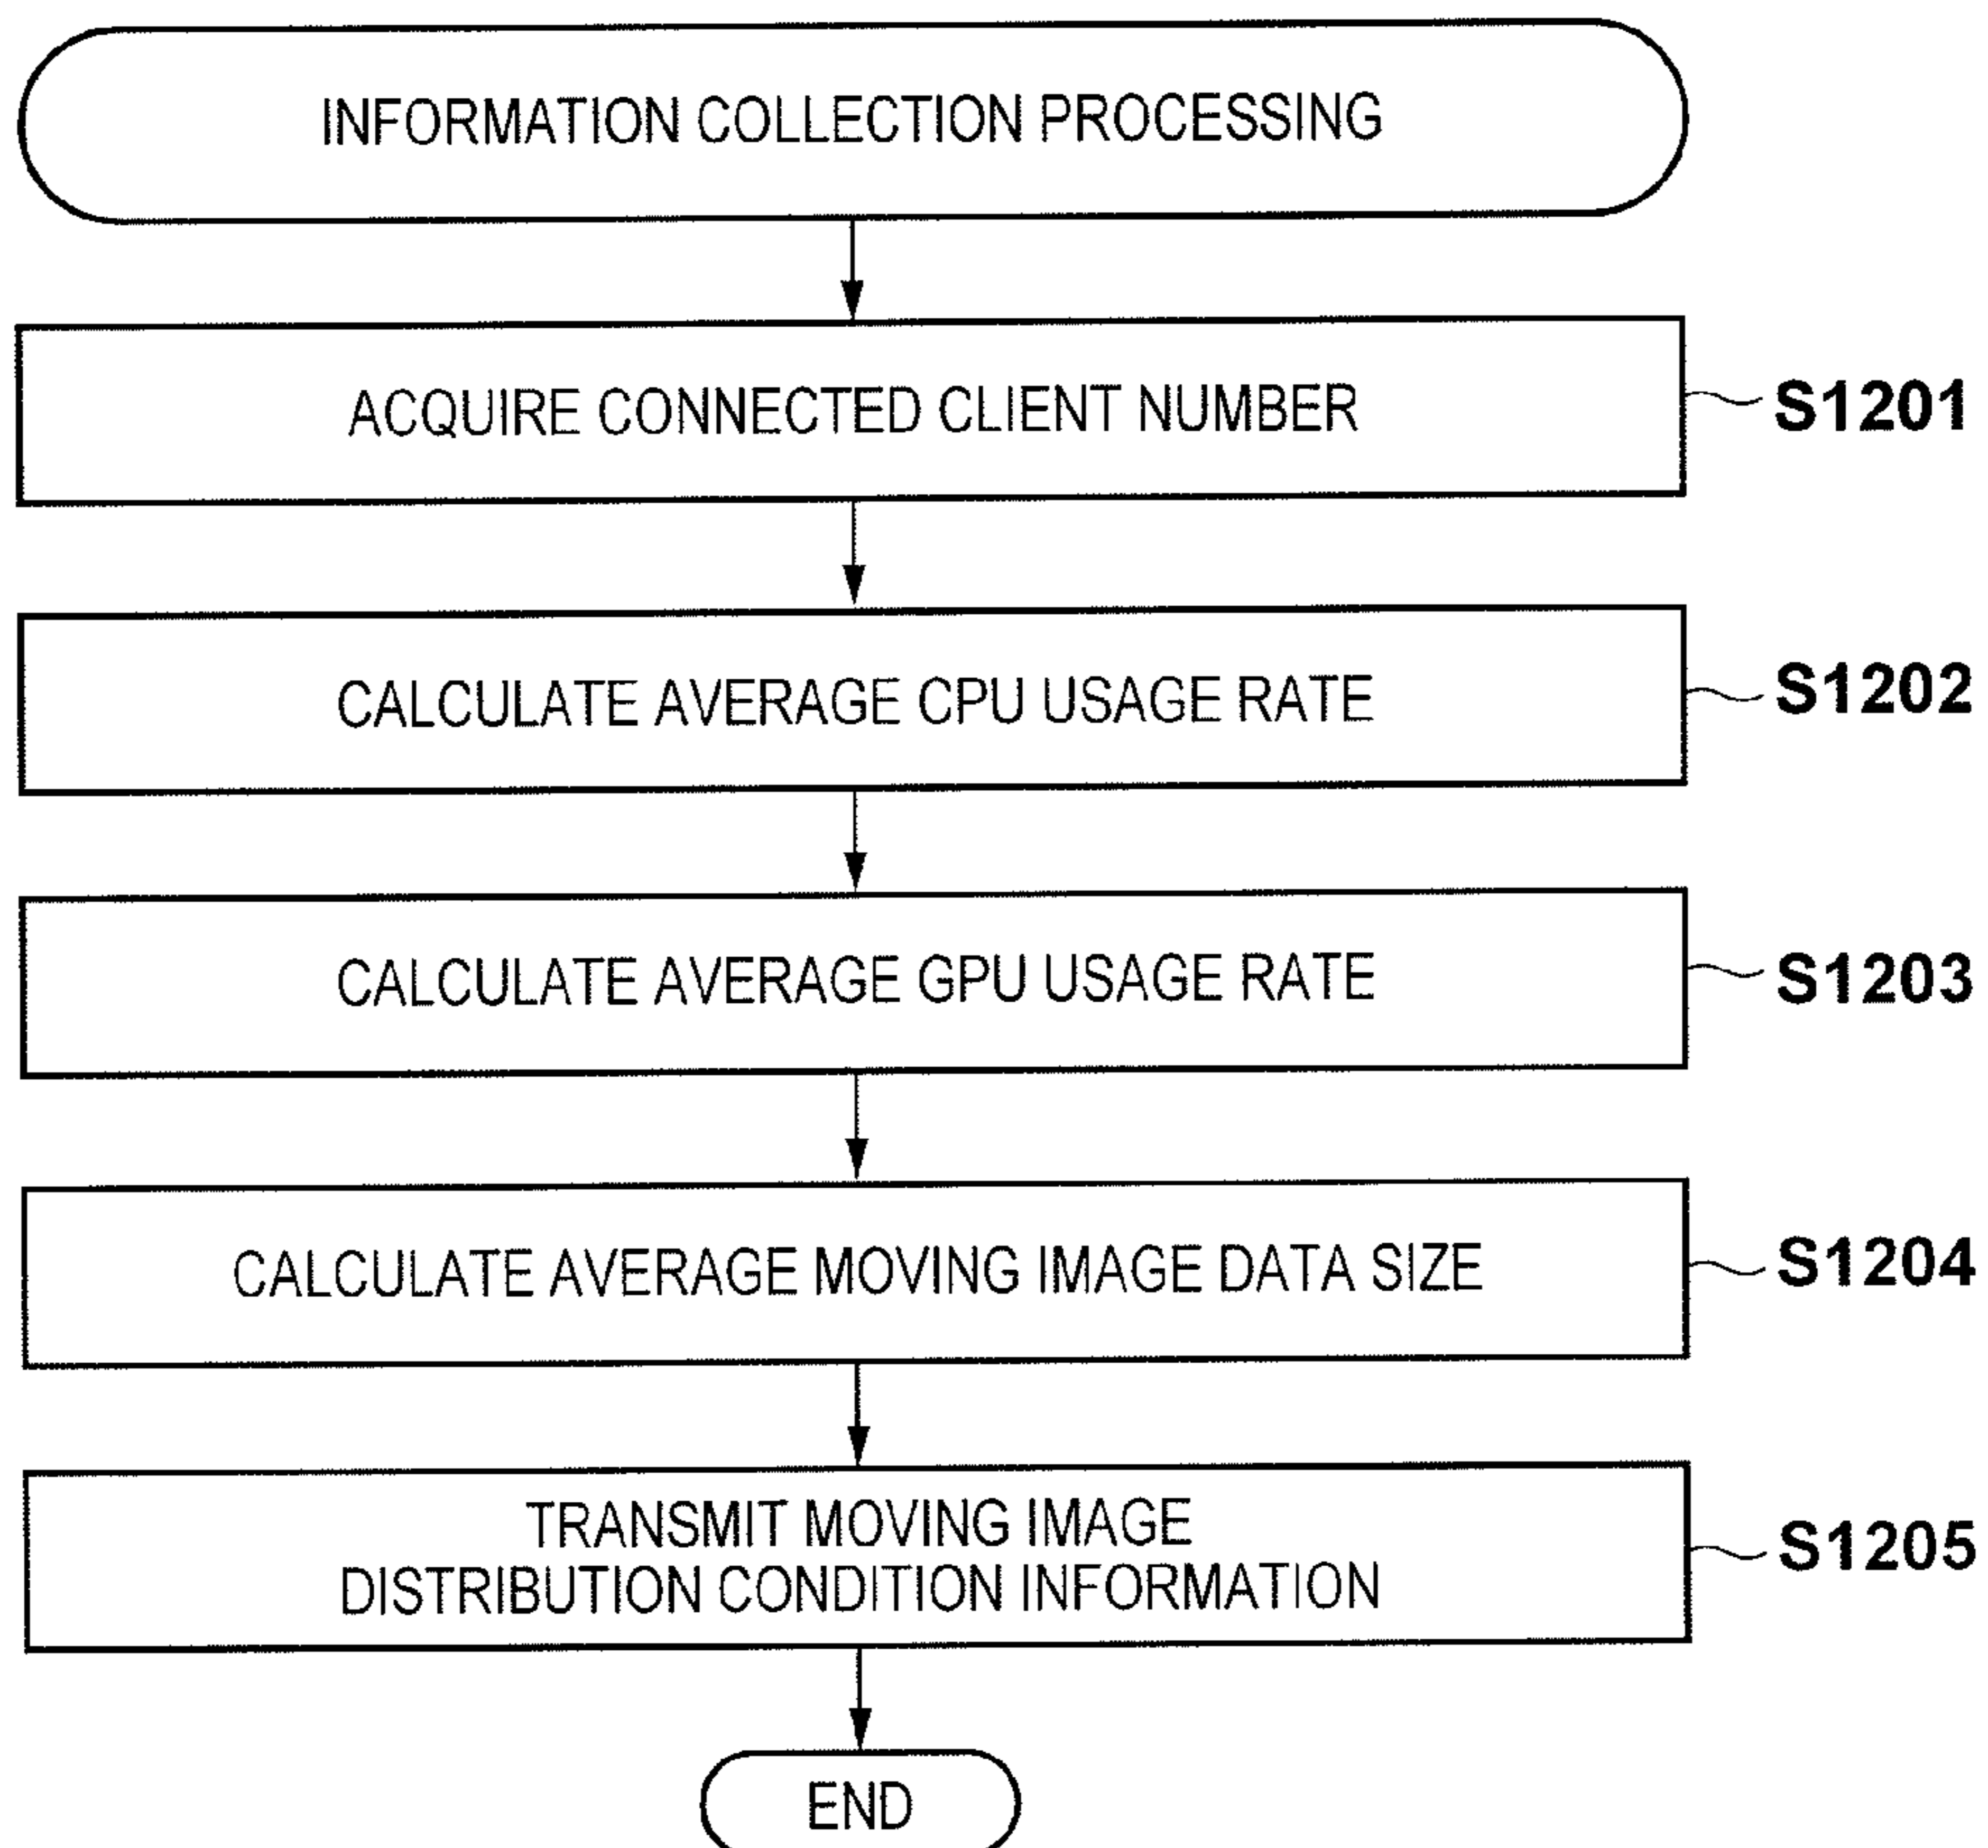 INFORMATION COLLECTION PROCESSING
ACQUIRE CONNECTED CLIENT NUMBER
S1201
CALCULATE AVERAGE CPU USAGE RATE
S1202
CALCULATE AVERAGE GPU USAGE RATE
S1203
CALCULATE AVERAGE MOVING IMAGE DATA SIZE
S1204
TRANSMIT MOVING IMAGE
DISTRIBUTION CONDITION INFORMATION
S1205
END